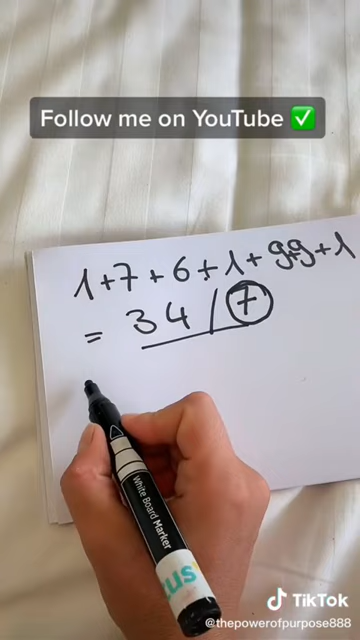 Follow me on YouTube ✅
1+7+6+1+9+9+1
= 34/7
White Board Marker
TikTok
@thepowerofpurpose888